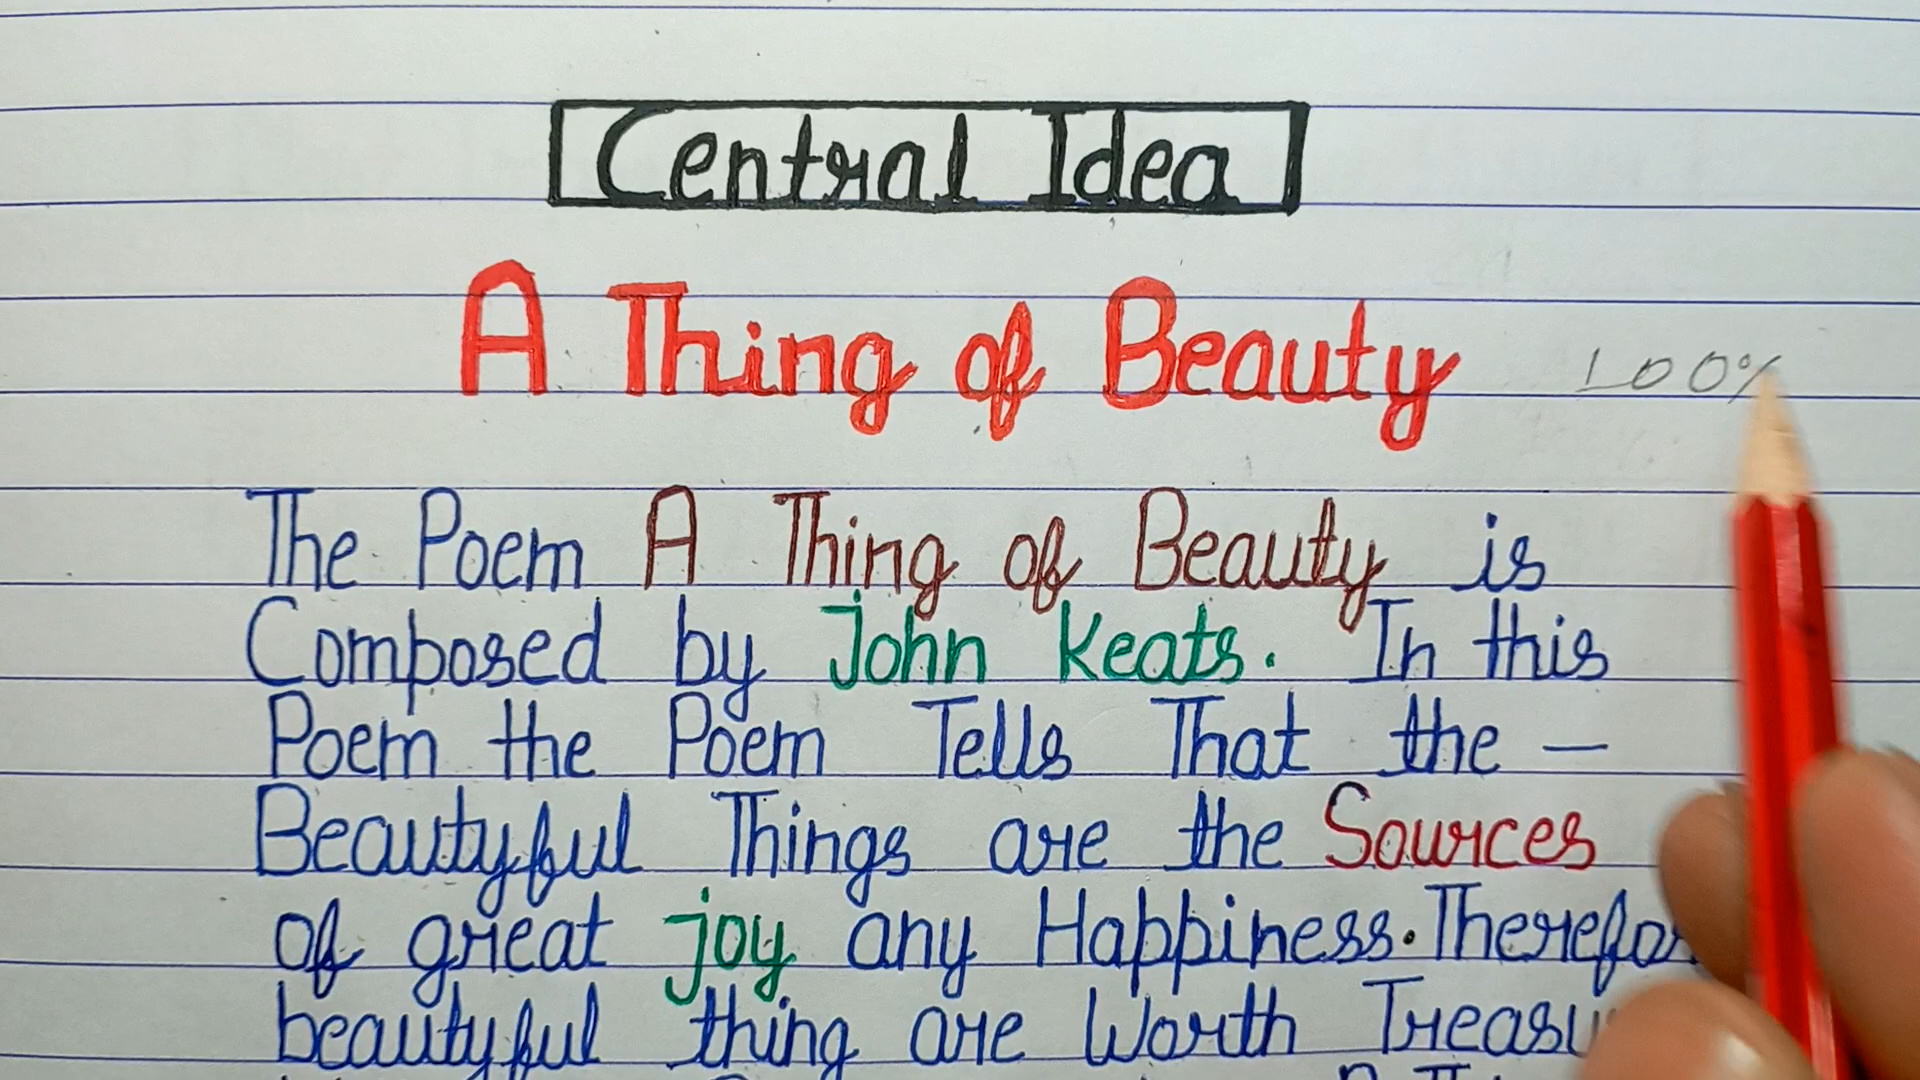 Central Idea
A Thing of Beauty 100%
The Poem A Thing of Beauty is
Composed by John Keats. In this
Poem the Poem Tells That the —
Beautyful Things are the Sources
of great joy any Happiness. Therefor
beautyful thing are Worth Treasu